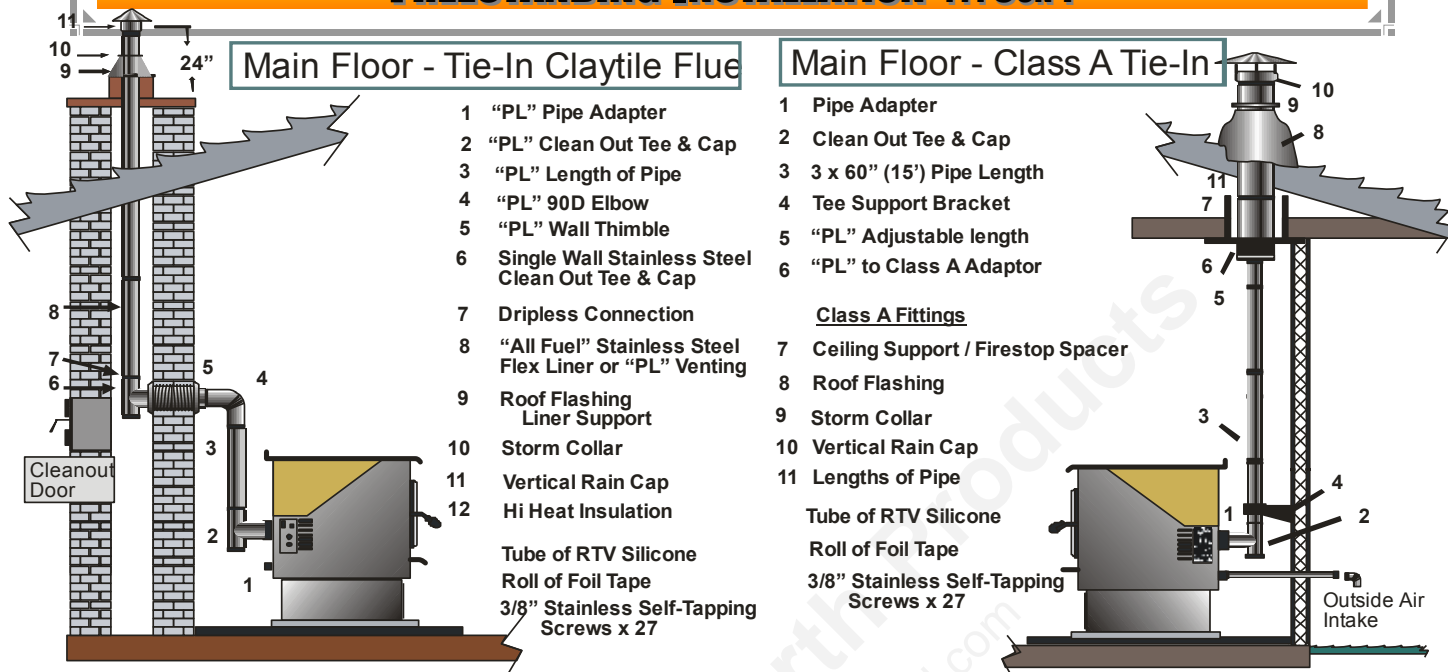 Main Floor - Tie-In Claytile Flue
1 “PL” Pipe Adapter
2 “PL” Clean Out Tee & Cap
3 “PL” Length of Pipe
4 “PL” 90D Elbow
5 “PL” Wall Thimble
6 Single Wall Stainless Steel
Clean Out Tee & Cap
7 Dripless Connection
8 “All Fuel” Stainless Steel
Flex Liner or “PL” Venting
9 Roof Flashing
Liner Support
10 Storm Collar
11 Vertical Rain Cap
12 Hi Heat Insulation
Tube of RTV Silicone
Roll of Foil Tape
3/8” Stainless Self-Tapping
Screws x 27
11
10
9
24”
8
7
6
5
4
3
2
1
Cleanout
Door
Main Floor - Class A Tie-In
1 Pipe Adapter
2 Clean Out Tee & Cap
3 3 x 60” (15’) Pipe Length
4 Tee Support Bracket
5 “PL” Adjustable length
6 “PL” to Class A Adaptor
Class A Fittings
7 Ceiling Support / Firestop Spacer
8 Roof Flashing
9 Storm Collar
10 Vertical Rain Cap
11 Lengths of Pipe
Tube of RTV Silicone
Roll of Foil Tape
3/8” Stainless Self-Tapping
Screws x 27
10
9
8
11
7
6
5
3
4
1
2
Outside Air
Intake
Products